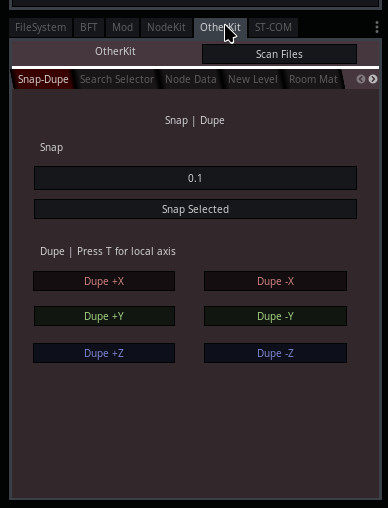 FileSystem BFT Mod NodeKit OtherKit ST-COM
OtherKit Scan Files
Snap-Dupe Search Selector Node Data New Level Room Mat
Snap | Dupe
Snap
0.1
Snap Selected
Dupe | Press T for local axis
Dupe +X Dupe -X
Dupe +Y Dupe -Y
Dupe +Z Dupe -Z